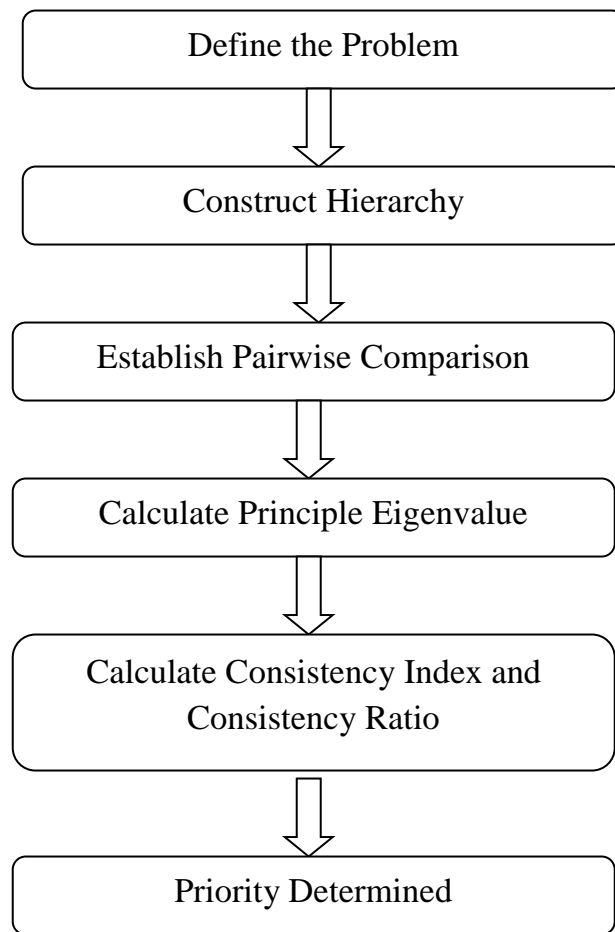 Define the Problem
Construct Hierarchy
Establish Pairwise Comparison
Calculate Principle Eigenvalue
Calculate Consistency Index and
Consistency Ratio
Priority Determined